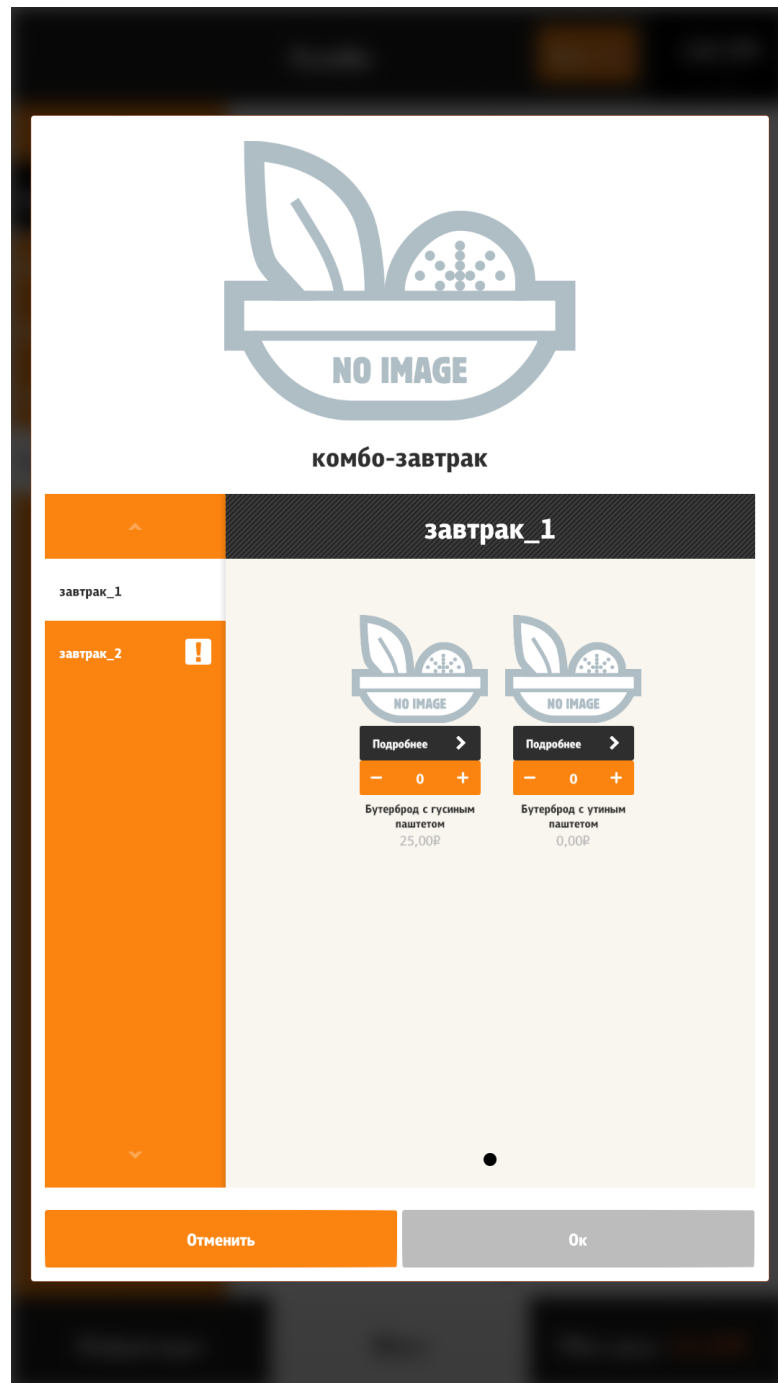 NO IMAGE
комбо-завтрак
завтрак_1
завтрак_1
завтрак_2
NO IMAGE
NO IMAGE
Подробнее
Подробнее
− 0 +
− 0 +
Бутерброд с гусиным
паштетом
25,00₽
Бутерброд с утиным
паштетом
0,00₽
Отменить
Ок